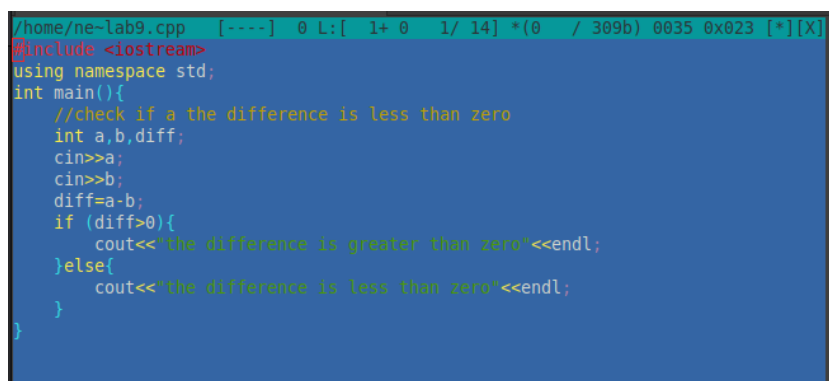 /home/ne~lab9.cpp [----] 0 L:[ 1+ 0 1/ 14] *(0 / 309b) 0035 0x023 [*][X]
#include <iostream>
using namespace std;
int main(){
    //check if a the difference is less than zero
    int a,b,diff;
    cin>>a;
    cin>>b;
    diff=a-b;
    if (diff>0){
        cout<<"the difference is greater than zero"<<endl;
    }else{
        cout<<"the difference is less than zero"<<endl;
    }
}